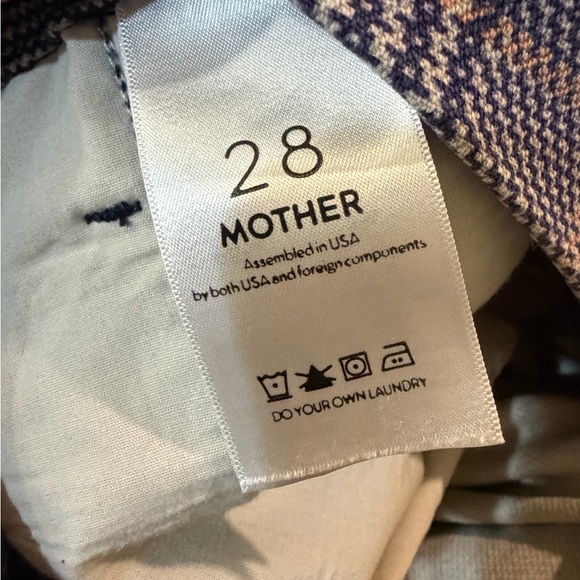 28
MOTHER
Assembled in USA
by both USA and foreign components
DO YOUR OWN LAUNDRY